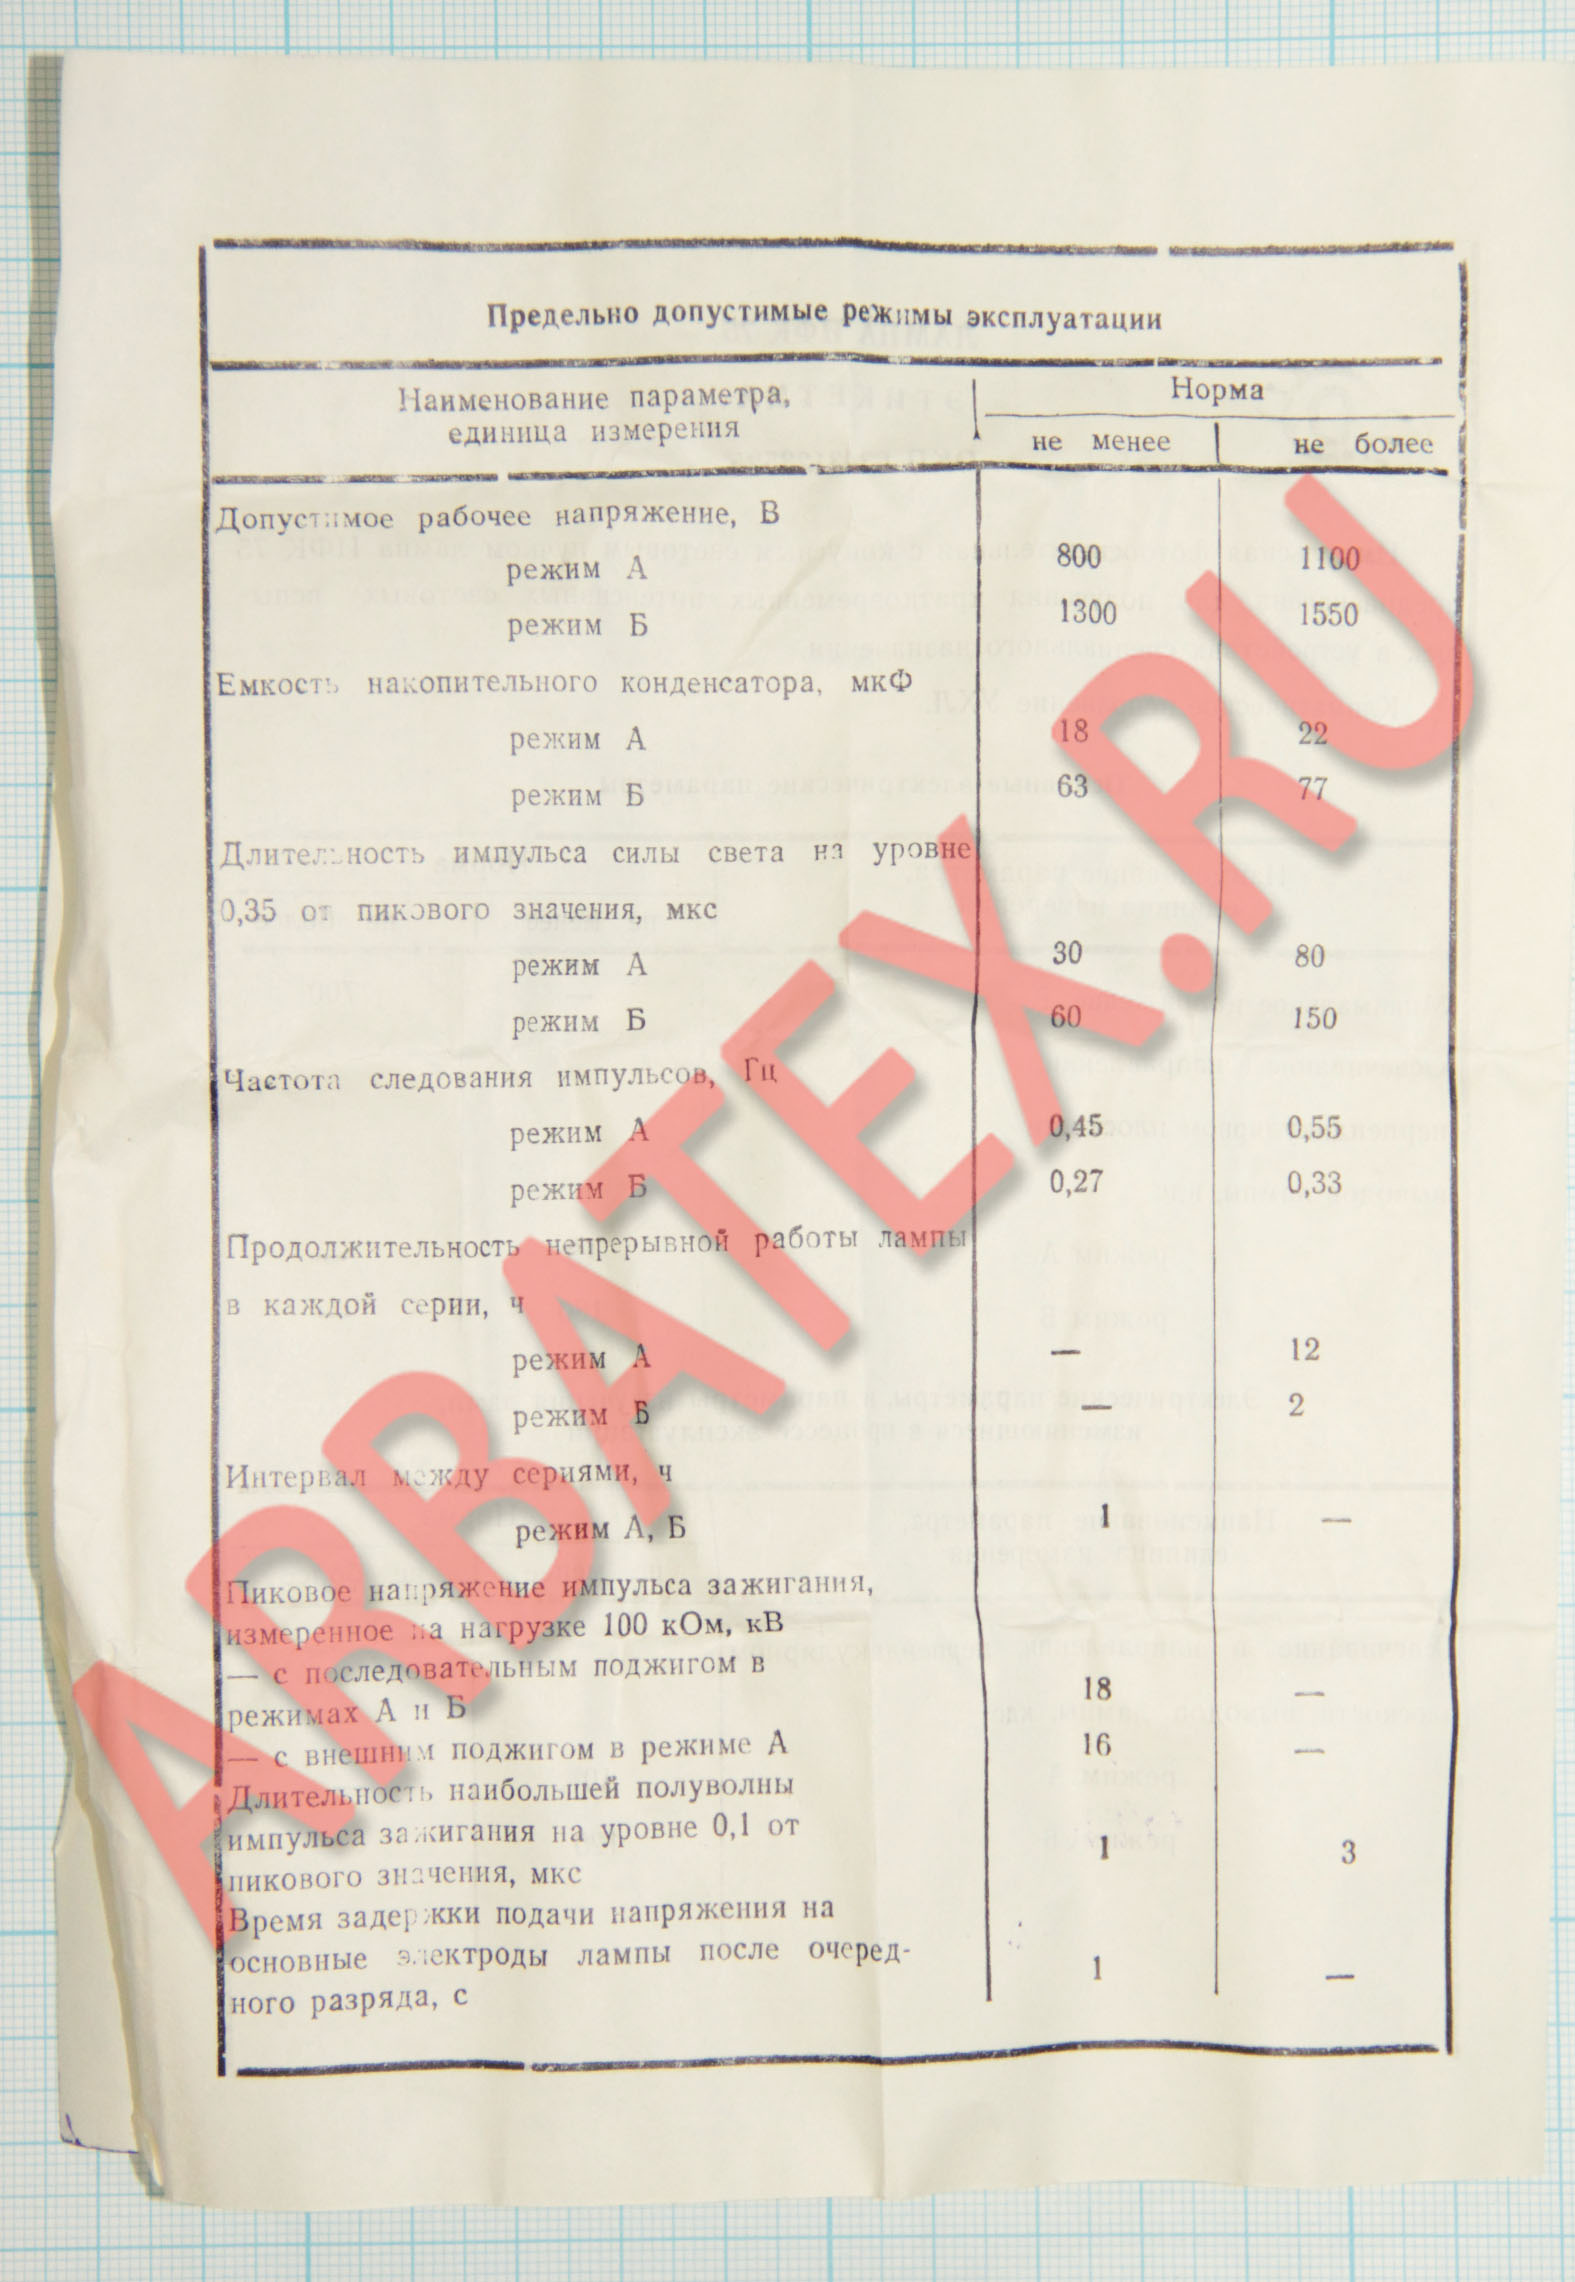 Предельно допустимые режимы эксплуатации
Наименование параметра,
единица измерения
Норма
не менее
не более
Допустимое рабочее напряжение, В
режим А 800 1100
режим Б 1300 1550
Емкость накопительного конденсатора, мкФ
режим А 18 22
режим Б 63 77
Длительность импульса силы света на уровне
0,35 от пикового значения, мкс
режим А 30 80
режим Б 60 150
Частота следования импульсов, Гц
режим А 0,45 0,55
режим Б 0,27 0,33
Продолжительность непрерывной работы лампы
в каждой серии, ч
режим А — 12
режим Б — 2
Интервал между сериями, ч
режим А, Б 1 —
Пиковое напряжение импульса зажигания,
измеренное на нагрузке 100 кОм, кВ
— с последовательным поджигом в
режимах А и Б 18 —
— с внешним поджигом в режиме А 16 —
Длительность наибольшей полуволны
импульса зажигания на уровне 0,1 от
пикового значения, мкс 1 3
Время задержки подачи напряжения на
основные электроды лампы после очеред-
ного разряда, с 1 —
ARBATEX.RU